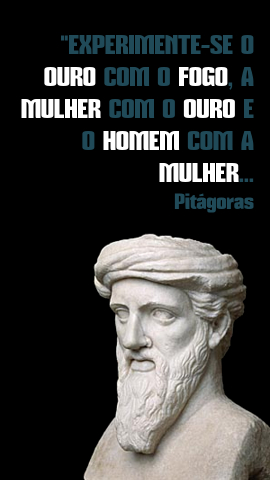 "EXPERIMENTE-SE O
OURO COM O FOGO, A
MULHER COM O OURO E
O HOMEM COM A
MULHER...
Pitágoras